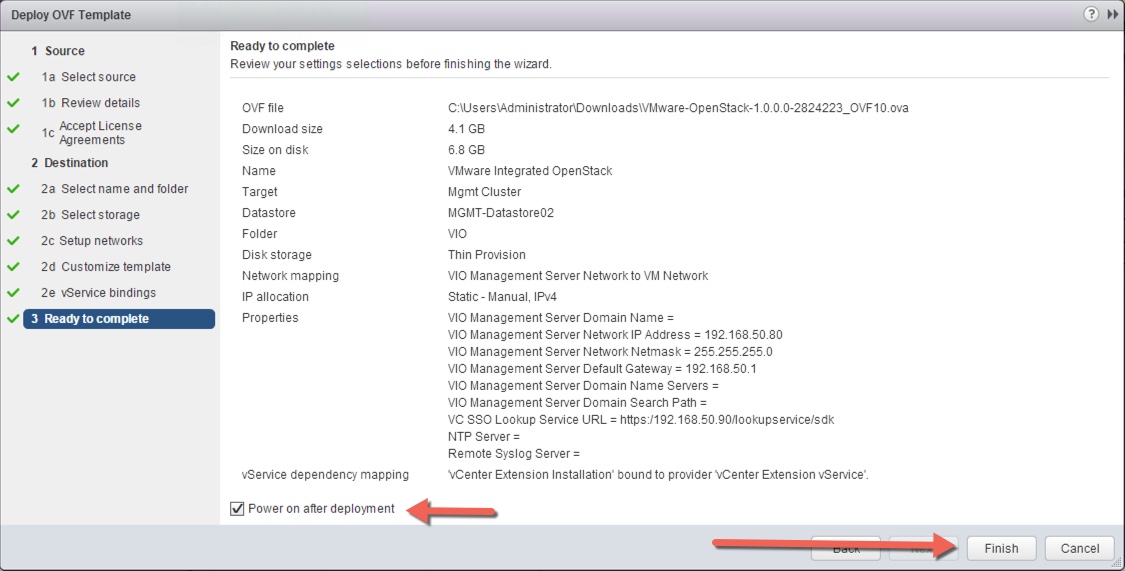 Deploy OVF Template
?
1 Source
1a Select source
1b Review details
1c Accept License
Agreements
2 Destination
2a Select name and folder
2b Select storage
2c Setup networks
2d Customize template
2e vService bindings
3 Ready to complete
Ready to complete
Review your settings selections before finishing the wizard.
OVF file C:\Users\Administrator\Downloads\VMware-OpenStack-1.0.0.0-2824223_OVF10.ova
Download size 4.1 GB
Size on disk 6.8 GB
Name VMware Integrated OpenStack
Target Mgmt Cluster
Datastore MGMT-Datastore02
Folder VIO
Disk storage Thin Provision
Network mapping VIO Management Server Network to VM Network
IP allocation Static - Manual, IPv4
Properties VIO Management Server Domain Name =
VIO Management Server Network IP Address = 192.168.50.80
VIO Management Server Network Netmask = 255.255.255.0
VIO Management Server Default Gateway = 192.168.50.1
VIO Management Server Domain Name Servers =
VIO Management Server Domain Search Path =
VC SSO Lookup Service URL = https:/192.168.50.90/lookupservice/sdk
NTP Server =
Remote Syslog Server =
vService dependency mapping 'vCenter Extension Installation' bound to provider 'vCenter Extension vService'.
Power on after deployment
Back Finish Cancel